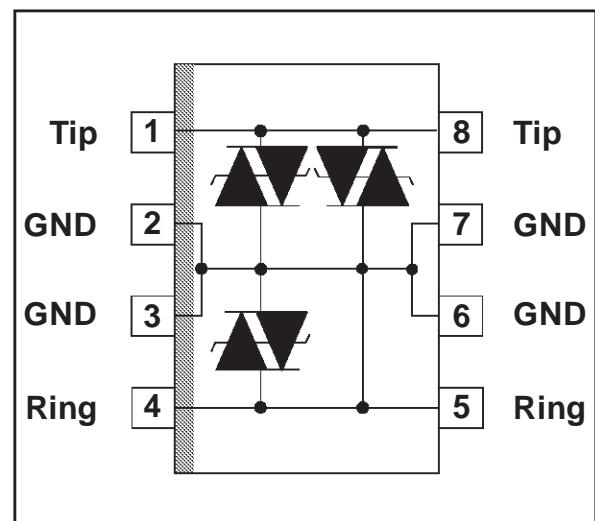 Tip 1 8 Tip
GND 2 7 GND
GND 3 6 GND
Ring 4 5 Ring